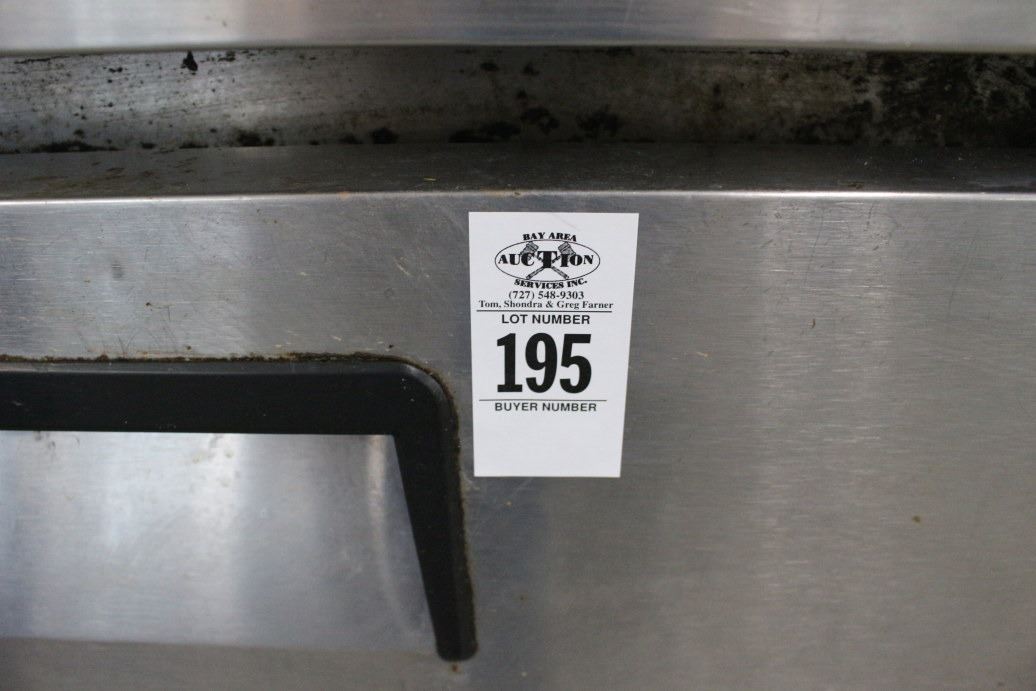 BAY AREA
AUCTION
SERVICES INC.
(727) 548-9303
Tom, Shondra & Greg Farner
LOT NUMBER
195
BUYER NUMBER